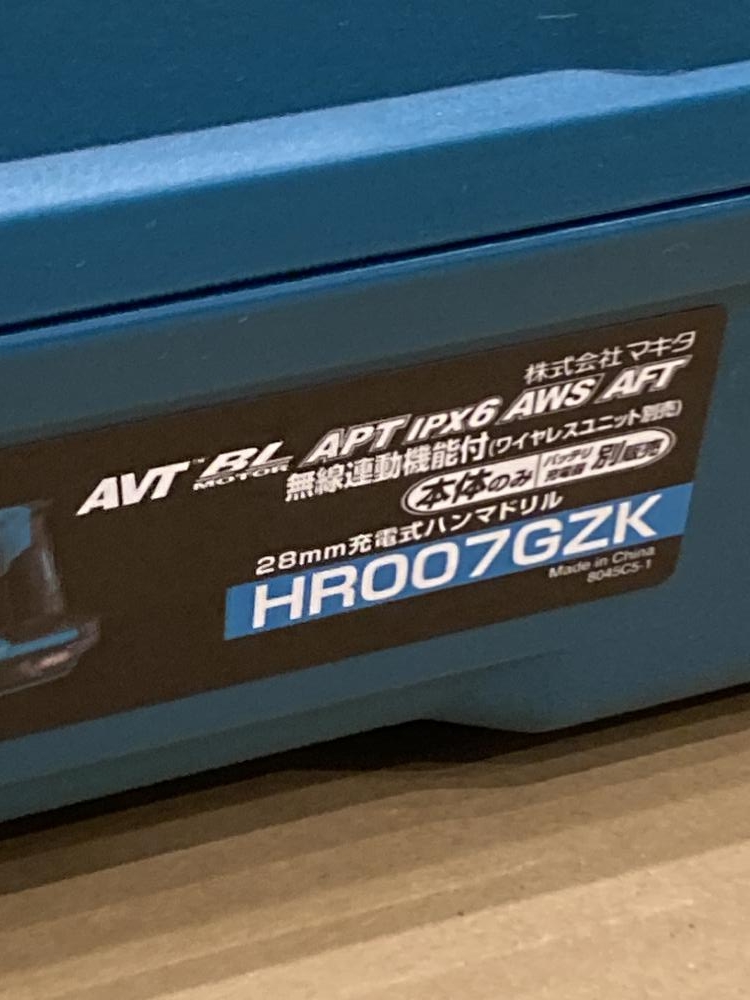 株式会社マキタ
AVT™ BL MOTOR APT IPX6 AWS AFT
無線連動機能付(ワイヤレスユニット別売)
本体のみ バッテリ 充電器 別販売
28mm充電式ハンマドリル
HR007GZK
Made in China
8045C5-1